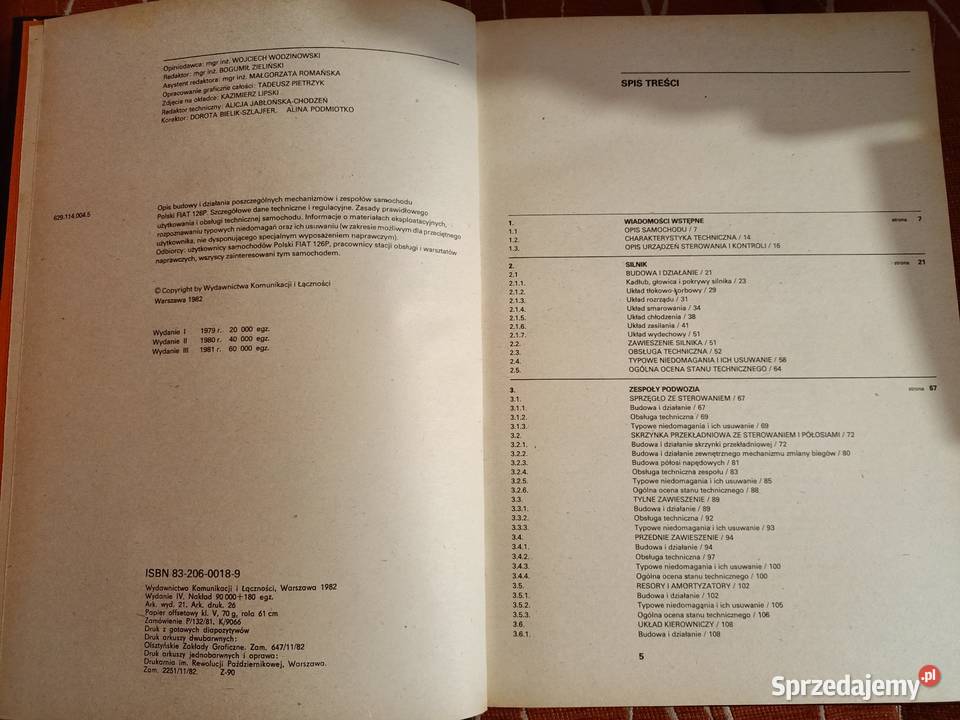 Opiniodawca: mgr inż. WOJCIECH WODZINOWSKI
Redaktor: mgr inż. BOGUMIŁ ZIELIŃSKI
Asystent redaktora: mgr inż. MAŁGORZATA ROMAŃSKA
Opracowanie graficzne całości: TADEUSZ PIETRZYK
Zdjęcia na okładce: KAZIMIERZ LIPSKI
Redaktor techniczny: ALICJA JABŁOŃSKA-CHODZEŃ
Korektor: DOROTA BIELIK-SZLAJFER, ALINA PODMIOTKO
629.114.004.5
Opis budowy i działania poszczególnych mechanizmów i zespołów samochodu
Polski FIAT 126P. Szczegółowe dane techniczne i regulacyjne. Zasady prawidłowego
użytkowania i obsługi technicznej samochodu. Informacje o materiałach eksploatacyjnych,
rozpoznawaniu typowych niedomagań oraz ich usuwaniu (w zakresie możliwym dla przeciętnego
użytkownika, nie dysponującego specjalnym wyposażeniem naprawczym).
Odbiorcy: użytkownicy samochodów Polski FIAT 126P, pracownicy stacji obsługi i warsztatów
naprawczych, wszyscy zainteresowani tym samochodem.
© Copyright by Wydawnictwa Komunikacji i Łączności
Warszawa 1982
Wydanie I 1979 r. 20 000 egz.
Wydanie II 1980 r. 40 000 egz.
Wydanie III 1981 r. 60 000 egz.
ISBN 83-206-0018-9
Wydawnictwa Komunikacji i Łączności, Warszawa 1982
Wydanie IV. Nakład 90 000+180 egz.
Ark. wyd. 21. Ark. druk. 26
Papier offsetowy kl. V, 70 g, rola 61 cm
Zamówienie P/132/81. K/9066
Druk z gotowych diapozytywów
Druk arkuszy dwubarwnych:
Olsztyńskie Zakłady Graficzne. Zam. 647/11/82
Druk arkuszy jednobarwnych i oprawa:
Drukarnia im. Rewolucji Październikowej, Warszawa.
Zam. 2251/11/82. Z-90
SPIS TREŚCI
1. WIADOMOŚCI WSTĘPNE strona 7
1.1 OPIS SAMOCHODU / 7
1.2. CHARAKTERYSTYKA TECHNICZNA / 14
1.3. OPIS URZĄDZEŃ STEROWANIA I KONTROLI / 16
2. SILNIK strona 21
2.1 BUDOWA I DZIAŁANIE / 21
2.1.1. Kadłub, głowica i pokrywy silnika / 23
2.1.2. Układ tłokowo-korbowy / 29
2.1.3. Układ rozrządu / 31
2.1.4. Układ smarowania / 34
2.1.5. Układ chłodzenia / 38
2.1.6. Układ zasilania / 41
2.1.7. Układ wydechowy / 51
2.2. ZAWIESZENIE SILNIKA / 51
2.3. OBSŁUGA TECHNICZNA / 52
2.4. TYPOWE NIEDOMAGANIA I ICH USUWANIE / 58
2.5. OGÓLNA OCENA STANU TECHNICZNEGO / 64
3. ZESPOŁY PODWOZIA strona 67
3.1. SPRZĘGŁO ZE STEROWANIEM / 67
3.1.1 Budowa i działanie / 67
3.1.2. Obsługa techniczna / 69
3.1.3. Typowe niedomagania i ich usuwanie / 69
3.2. SKRZYNKA PRZEKŁADNIOWA ZE STEROWANIEM I PÓŁOSIAMI / 72
3.2.1. Budowa i działanie skrzynki przekładniowej / 72
3.2.2. Budowa i działanie zewnętrznego mechanizmu zmiany biegów / 80
3.2.3. Budowa półosi napędowych / 81
3.2.4. Obsługa techniczna zespołu / 83
3.2.5. Typowe niedomagania i ich usuwanie / 85
3.2.6. Ogólna ocena stanu technicznego / 88
3.3. TYLNE ZAWIESZENIE / 89
3.3.1. Budowa i działanie / 89
3.3.2. Obsługa techniczna / 92
3.3.3. Typowe niedomagania i ich usuwanie / 93
3.4. PRZEDNIE ZAWIESZENIE / 94
3.4.1. Budowa i działanie / 94
3.4.2. Obsługa techniczna / 97
3.4.3. Typowe niedomagania i ich usuwanie / 100
3.4.4. Ogólna ocena stanu technicznego / 100
3.5. RESORY I AMORTYZATORY / 102
3.5.1. Budowa i działanie / 102
3.5.2. Typowe niedomagania i ich usuwanie / 105
3.5.3. Ogólna ocena stanu technicznego / 106
3.6. UKŁAD KIEROWNICZY / 108
3.6.1. Budowa i działanie / 108
5
Sprzedajemy.pl